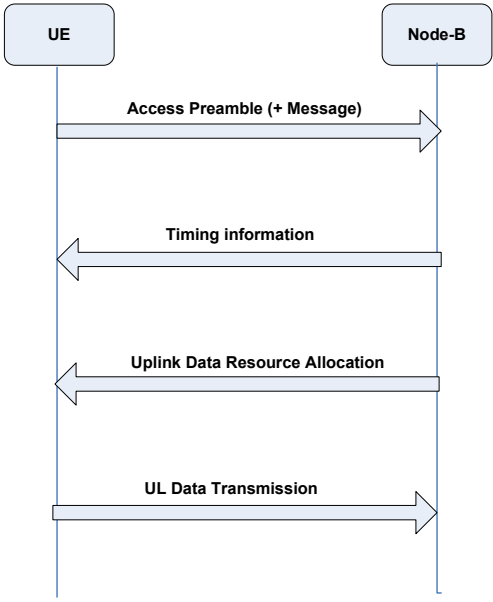 UE
Node-B
Access Preamble (+ Message)
Timing information
Uplink Data Resource Allocation
UL Data Transmission